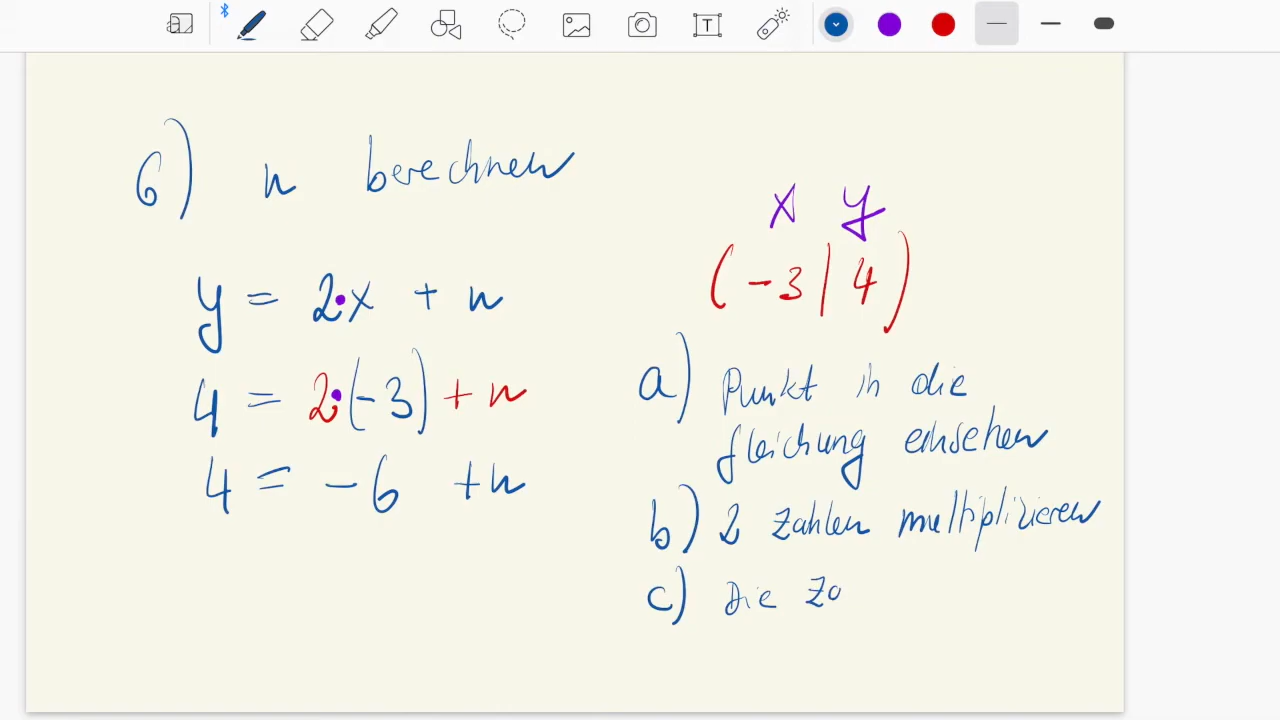 6) n berechnen
y = 2·x + n
4 = 2·(-3) + n
4 = -6 + n
x y
(-3|4)
a) Punkt in die
Gleichung einsetzen
b) 2 Zahlen multiplizieren
c) Die Za